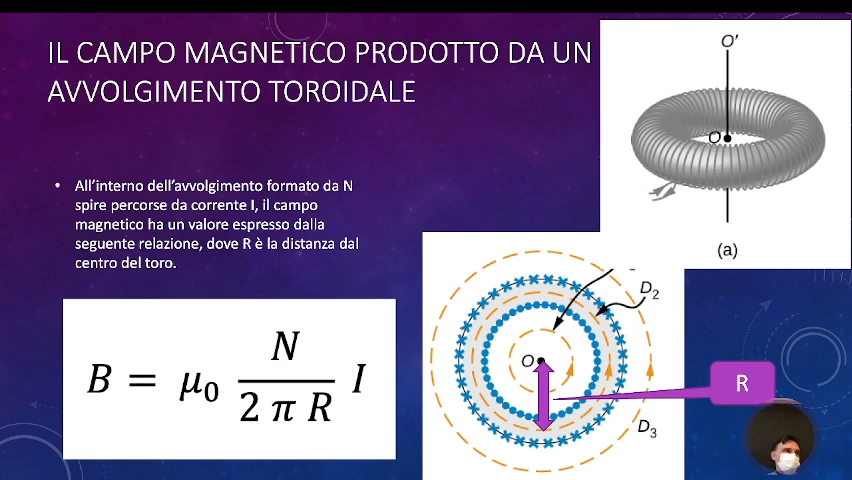 IL CAMPO MAGNETICO PRODOTTO DA UN
AVVOLGIMENTO TOROIDALE
• All'interno dell'avvolgimento formato da N
spire percorse da corrente I, il campo
magnetico ha un valore espresso dalla
seguente relazione, dove R è la distanza dal
centro del toro.
B = μ₀ N / 2 π R I
O'
O
(a)
D₂
O
R
D₃